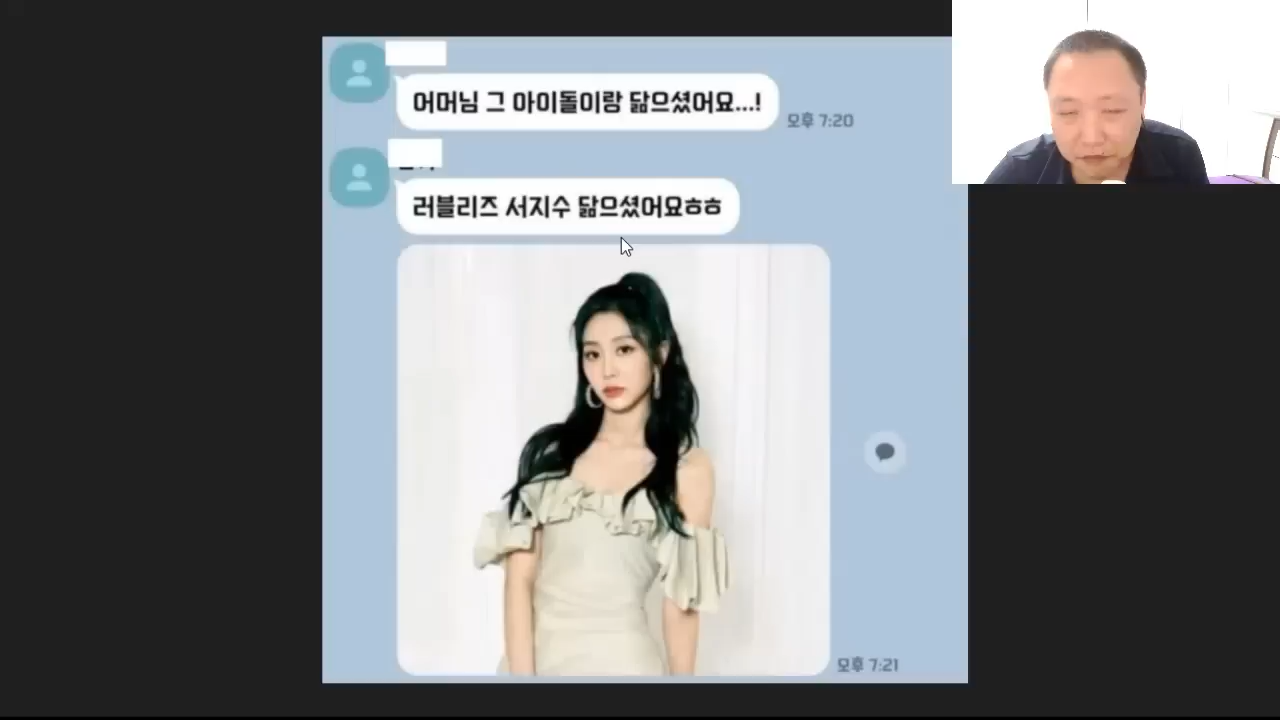 어머님 그 아이돌이랑 닮으셨어요...!
오후 7:20
러블리즈 서지수 닮으셨어요ㅎㅎ
오후 7:21